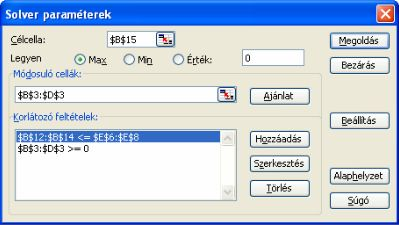 Solver paraméterek
Célcella: $B$15 Megoldás
Legyen Max Min Érték: 0 Bezárás
Módosuló cellák:
$B$3:$D$3 Ajánlat
Korlátozó feltételek: Beállítás
$B$12:$B$14 <= $E$6:$E$8 Hozzáadás
$B$3:$D$3 >= 0
Szerkesztés
Alaphelyzet
Törlés
Súgó